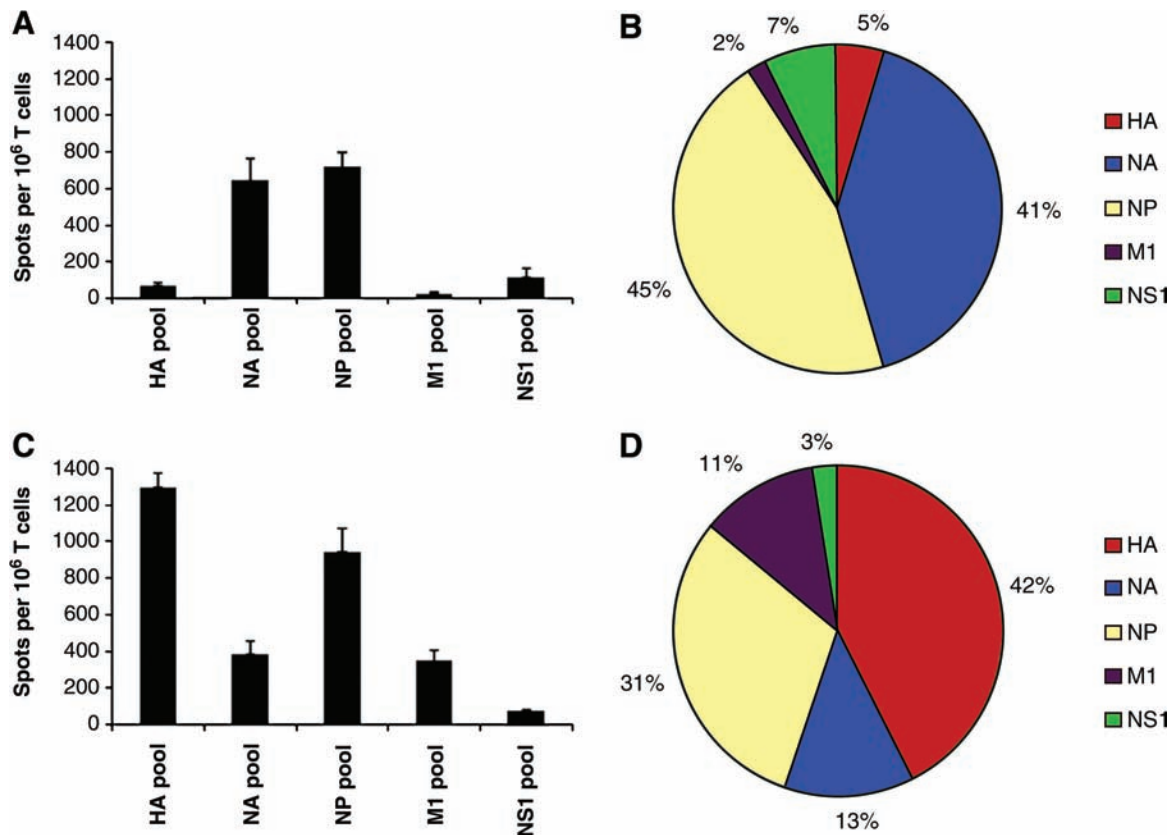 A
Spots per 10⁶ T cells
1400
1200
1000
800
600
400
200
0
HA pool
NA pool
NP pool
M1 pool
NS1 pool
B
2%
7%
5%
41%
45%
HA
NA
NP
M1
NS1
C
Spots per 10⁶ T cells
1400
1200
1000
800
600
400
200
0
HA pool
NA pool
NP pool
M1 pool
NS1 pool
D
3%
11%
42%
31%
13%
HA
NA
NP
M1
NS1